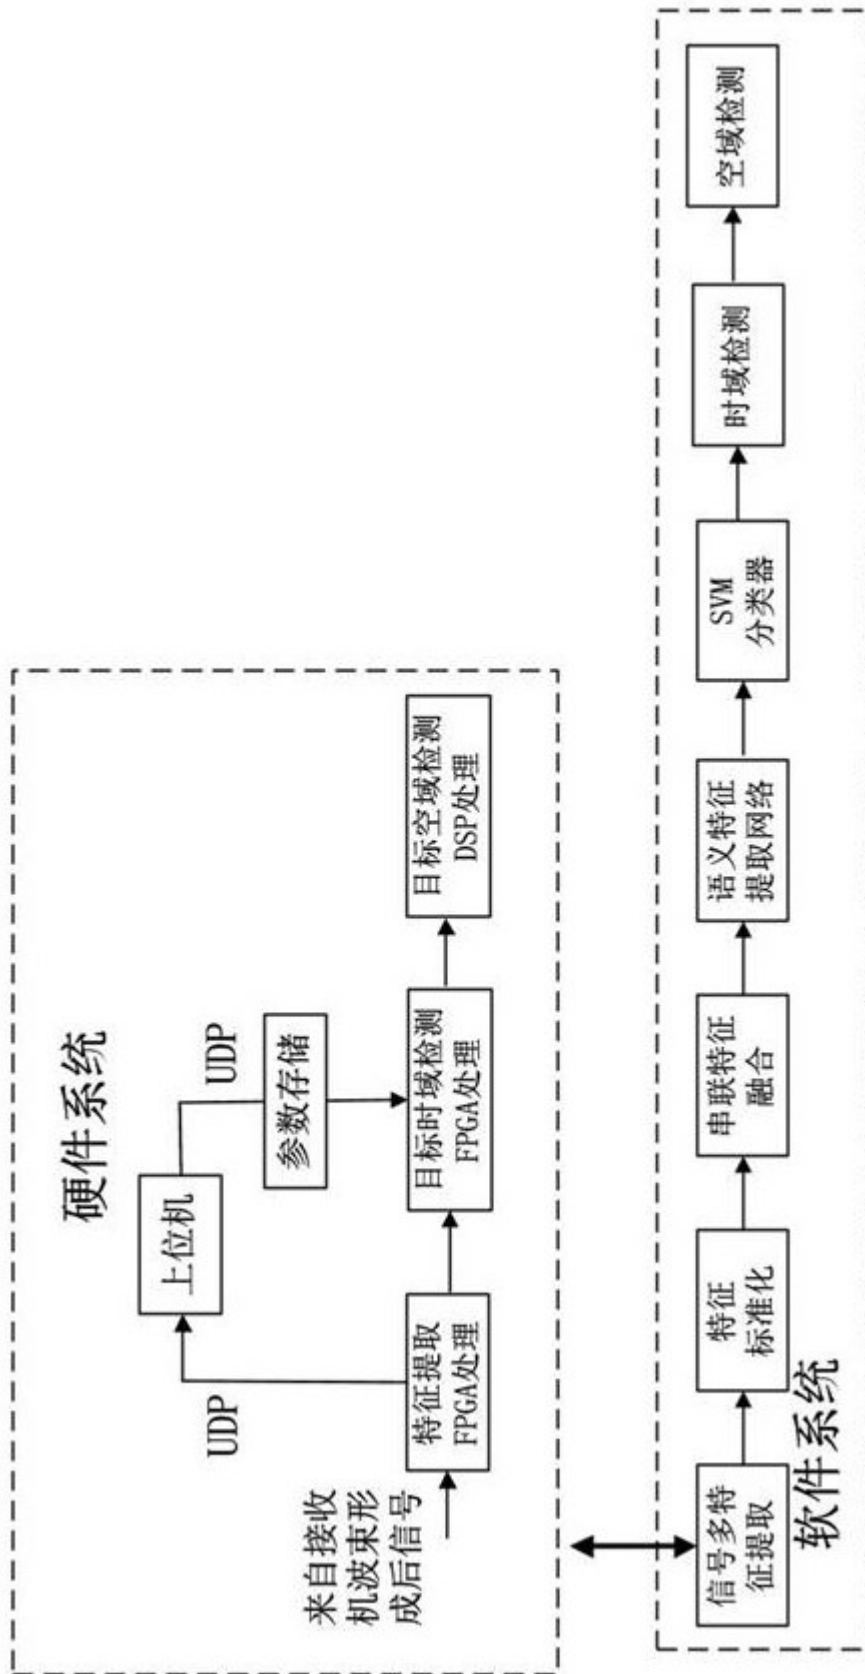 硬件系统
上位机
UDP
UDP
参数存储
来自接收
机波束形
成后信号
特征提取
FPGA处理
目标时域检测
FPGA处理
目标空域检测
DSP处理
信号多特
征提取
特征
标准化
串联特征
融合
语义特征
提取网络
SVM
分类器
时域检测
空域检测
软件系统